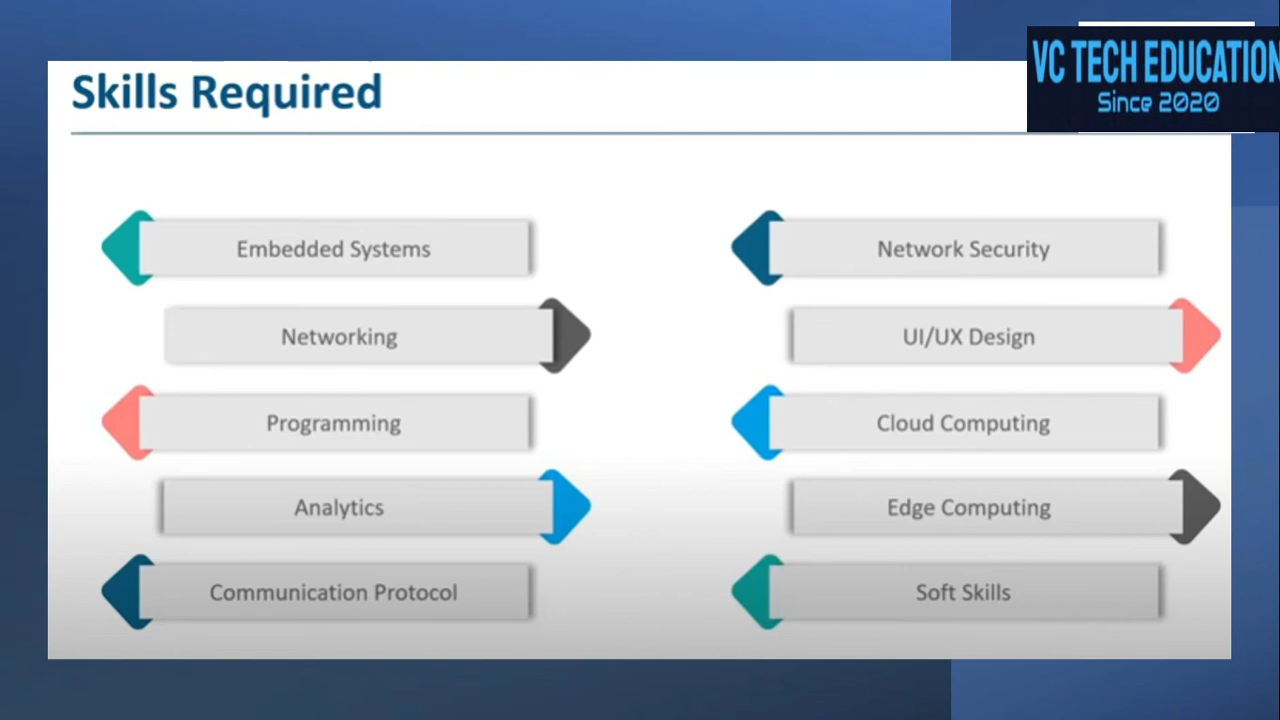 VC TECH EDUCATION
Since 2020
Skills Required
Embedded Systems
Networking
Programming
Analytics
Communication Protocol
Network Security
UI/UX Design
Cloud Computing
Edge Computing
Soft Skills